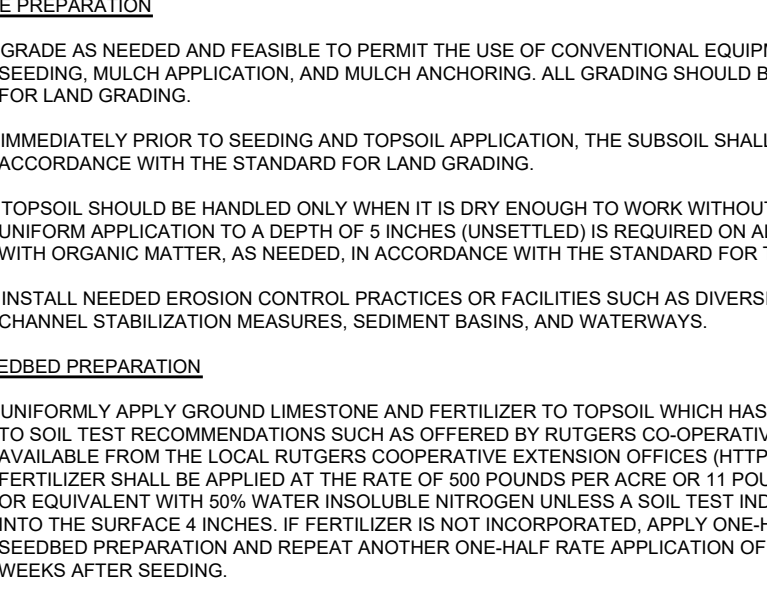 E PREPARATION
GRADE AS NEEDED AND FEASIBLE TO PERMIT THE USE OF CONVENTIONAL EQUIPM
SEEDING, MULCH APPLICATION, AND MULCH ANCHORING. ALL GRADING SHOULD B
FOR LAND GRADING.
IMMEDIATELY PRIOR TO SEEDING AND TOPSOIL APPLICATION, THE SUBSOIL SHALL
ACCORDANCE WITH THE STANDARD FOR LAND GRADING.
TOPSOIL SHOULD BE HANDLED ONLY WHEN IT IS DRY ENOUGH TO WORK WITHOUT
UNIFORM APPLICATION TO A DEPTH OF 5 INCHES (UNSETTLED) IS REQUIRED ON AL
WITH ORGANIC MATTER, AS NEEDED, IN ACCORDANCE WITH THE STANDARD FOR T
INSTALL NEEDED EROSION CONTROL PRACTICES OR FACILITIES SUCH AS DIVERSI
CHANNEL STABILIZATION MEASURES, SEDIMENT BASINS, AND WATERWAYS.
EDBED PREPARATION
UNIFORMLY APPLY GROUND LIMESTONE AND FERTILIZER TO TOPSOIL WHICH HAS
TO SOIL TEST RECOMMENDATIONS SUCH AS OFFERED BY RUTGERS CO-OPERATIV
AVAILABLE FROM THE LOCAL RUTGERS COOPERATIVE EXTENSION OFFICES (HTTP
FERTILIZER SHALL BE APPLIED AT THE RATE OF 500 POUNDS PER ACRE OR 11 POU
OR EQUIVALENT WITH 50% WATER INSOLUBLE NITROGEN UNLESS A SOIL TEST IND
INTO THE SURFACE 4 INCHES. IF FERTILIZER IS NOT INCORPORATED, APPLY ONE-H
SEEDBED PREPARATION AND REPEAT ANOTHER ONE-HALF RATE APPLICATION OF
WEEKS AFTER SEEDING.